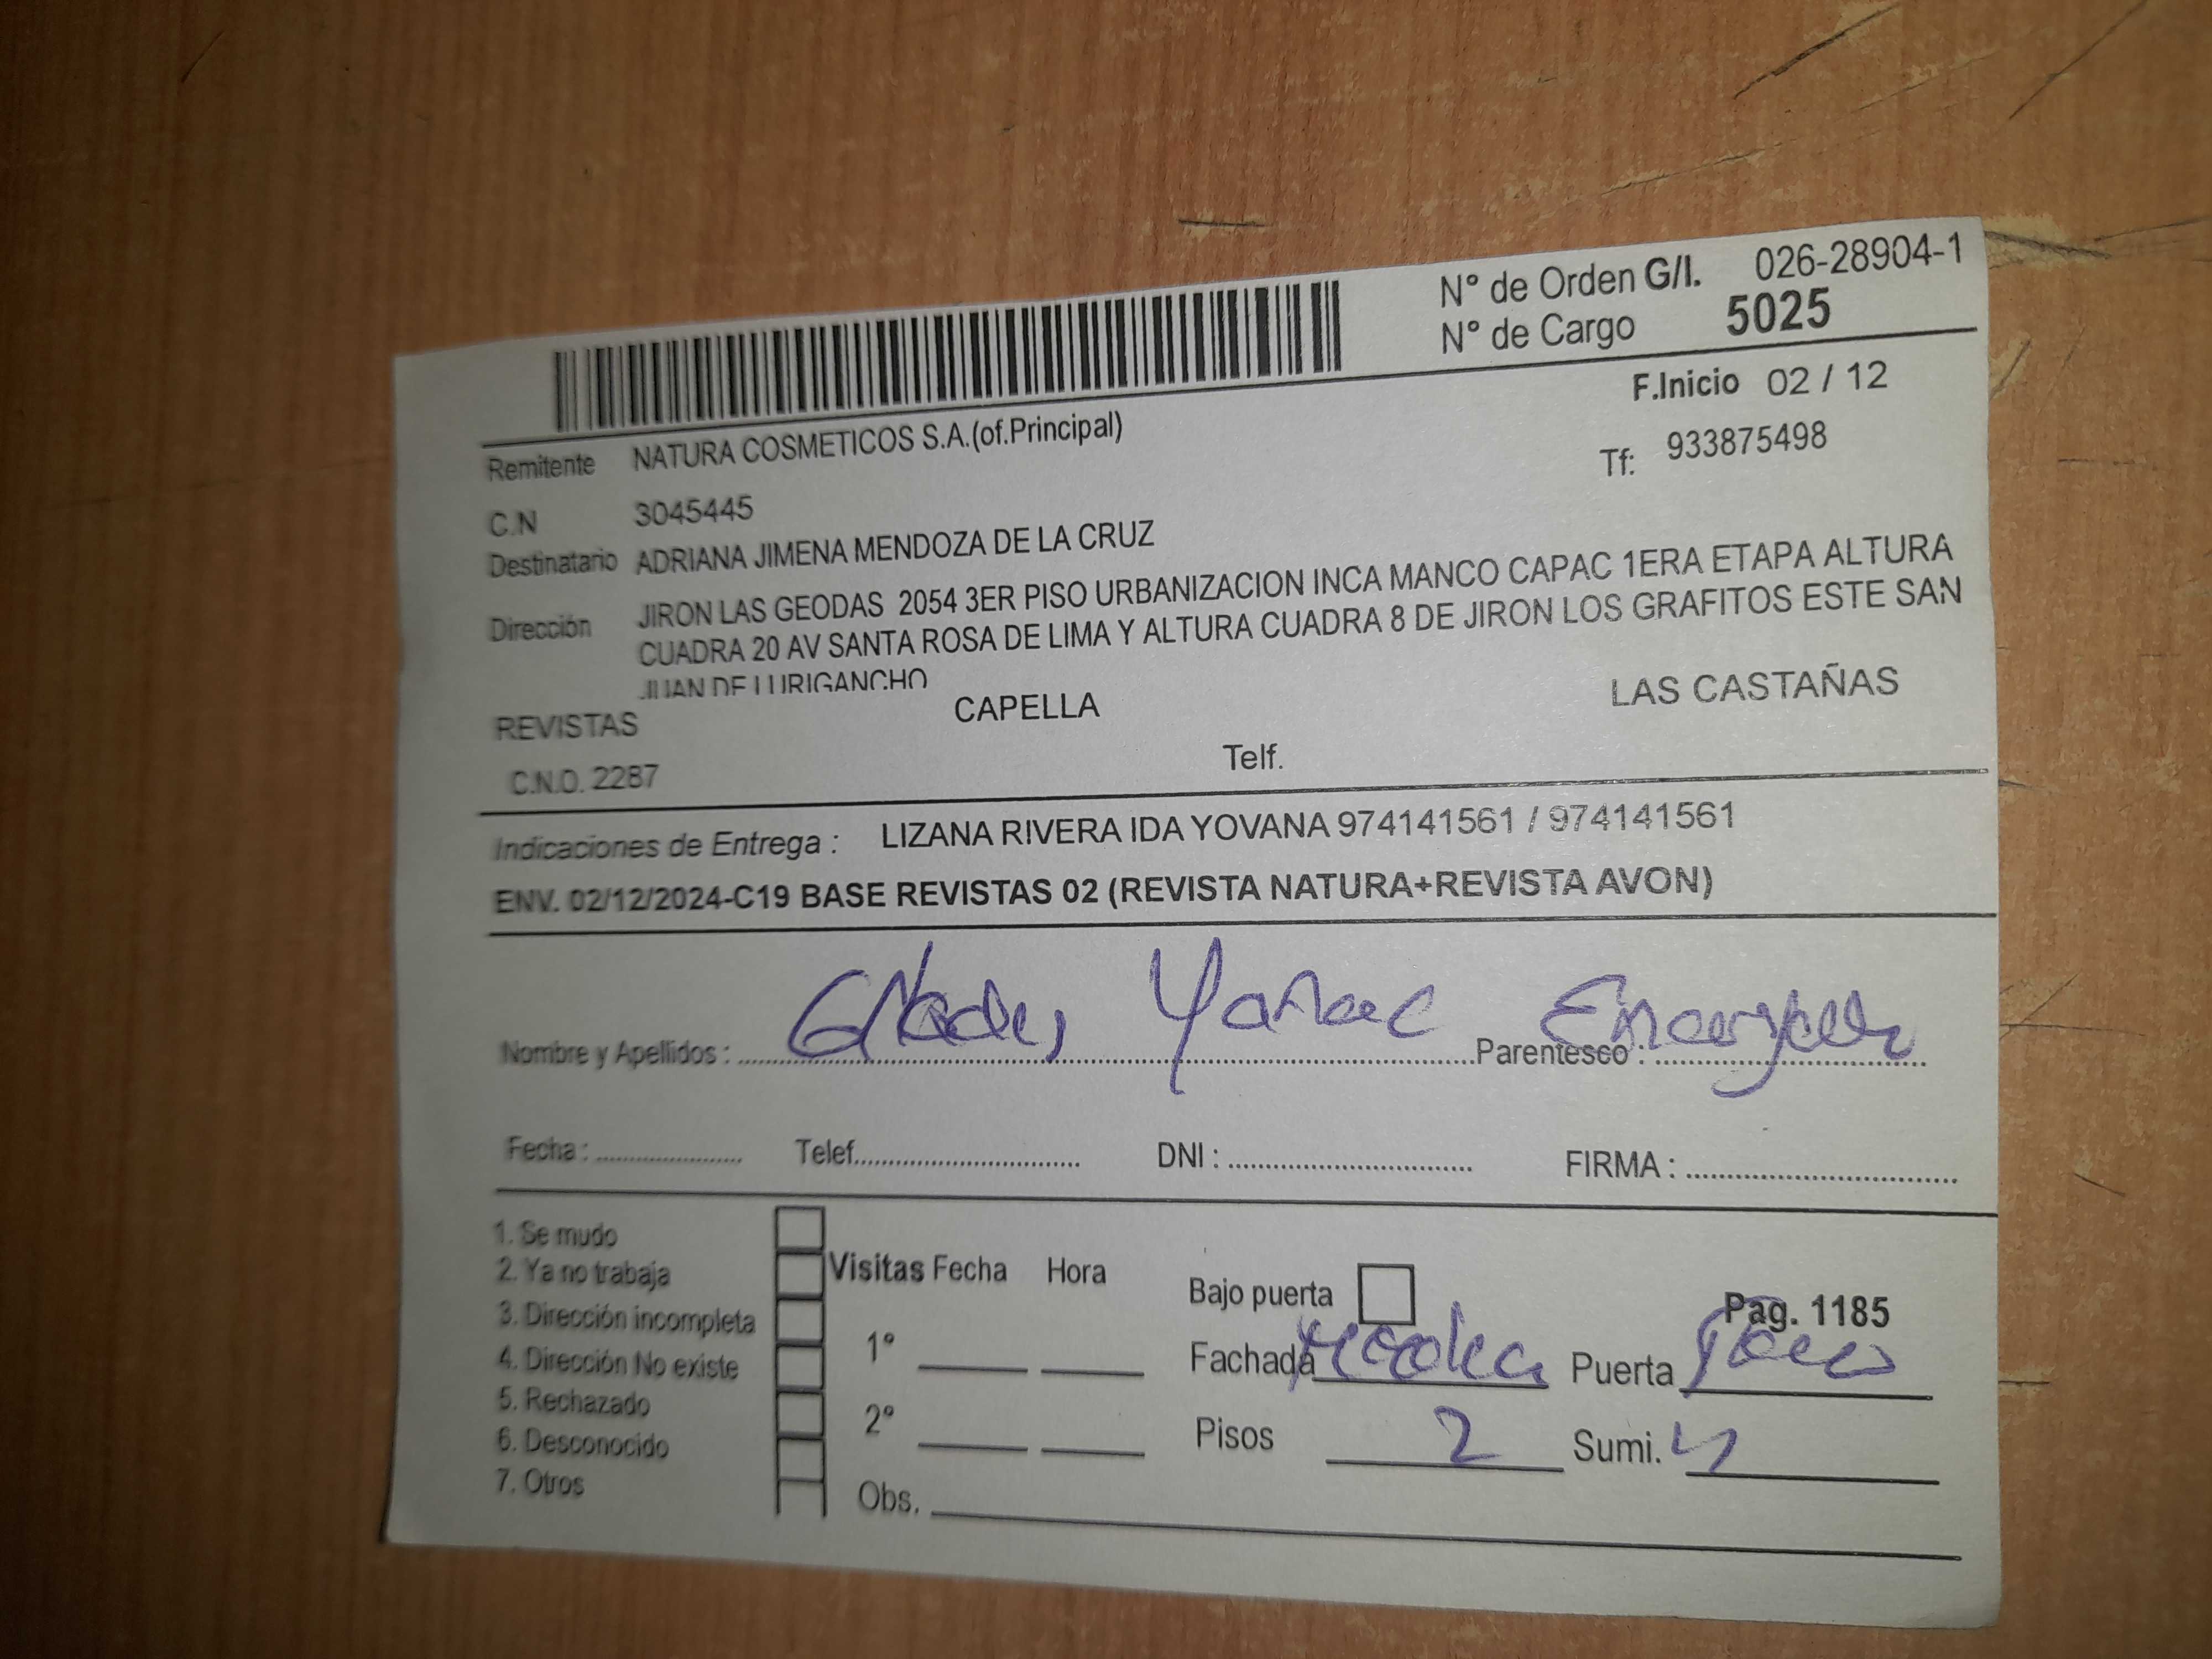 N° de Orden G/I. 026-28904-1
N° de Cargo 5025
F.Inicio 02 / 12
Remitente NATURA COSMETICOS S.A.(of.Principal)
Tf: 933875498
C.N 3045445
Destinatario ADRIANA JIMENA MENDOZA DE LA CRUZ
Dirección JIRON LAS GEODAS 2054 3ER PISO URBANIZACION INCA MANCO CAPAC 1ERA ETAPA ALTURA
CUADRA 20 AV SANTA ROSA DE LIMA Y ALTURA CUADRA 8 DE JIRON LOS GRAFITOS ESTE SAN
JUAN DE LURIGANCHO
REVISTAS CAPELLA LAS CASTAÑAS
C.N.O. 2287 Telf.
Indicaciones de Entrega : LIZANA RIVERA IDA YOVANA 974141561 / 974141561
ENV. 02/12/2024-C19 BASE REVISTAS 02 (REVISTA NATURA+REVISTA AVON)
Nombre y Apellidos : Yanac Parentesco :
Fecha : Telef. DNI : FIRMA :
1. Se mudo
2. Ya no trabaja
3. Dirección incompleta
4. Dirección No existe
5. Rechazado
6. Desconocido
7. Otros
Visitas Fecha Hora
1°
2°
Obs.
Bajo puerta
Pag. 1185
Fachada Puerta
Pisos 2 Sumi.